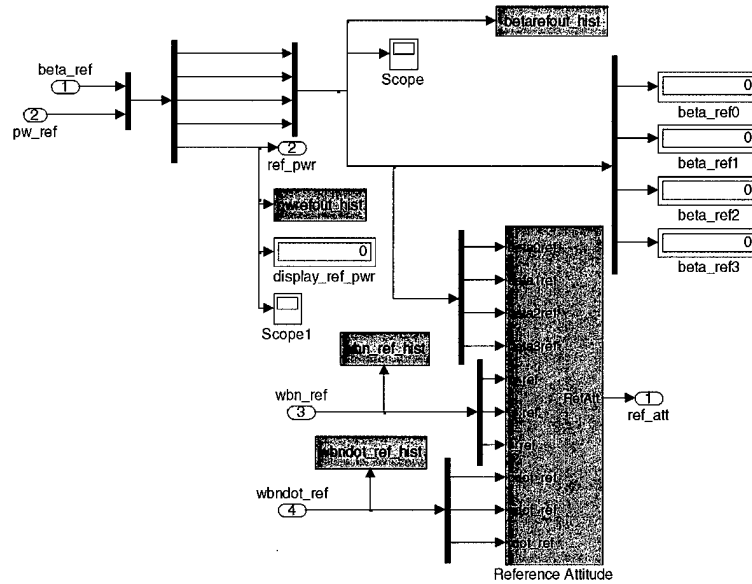 betarefout_hist
beta_ref
1
Scope
0
beta_ref0
2
pw_ref
0
beta_ref1
2
ref_pwr
0
beta_ref2
pwrefout_hist
0
beta_ref3
0
display_ref_pwr
Scope1
wbn_ref_hist
wbn_ref
3
RefAtt
1
ref_att
wbndot_ref_hist
wbndot_ref
4
Reference Attitude